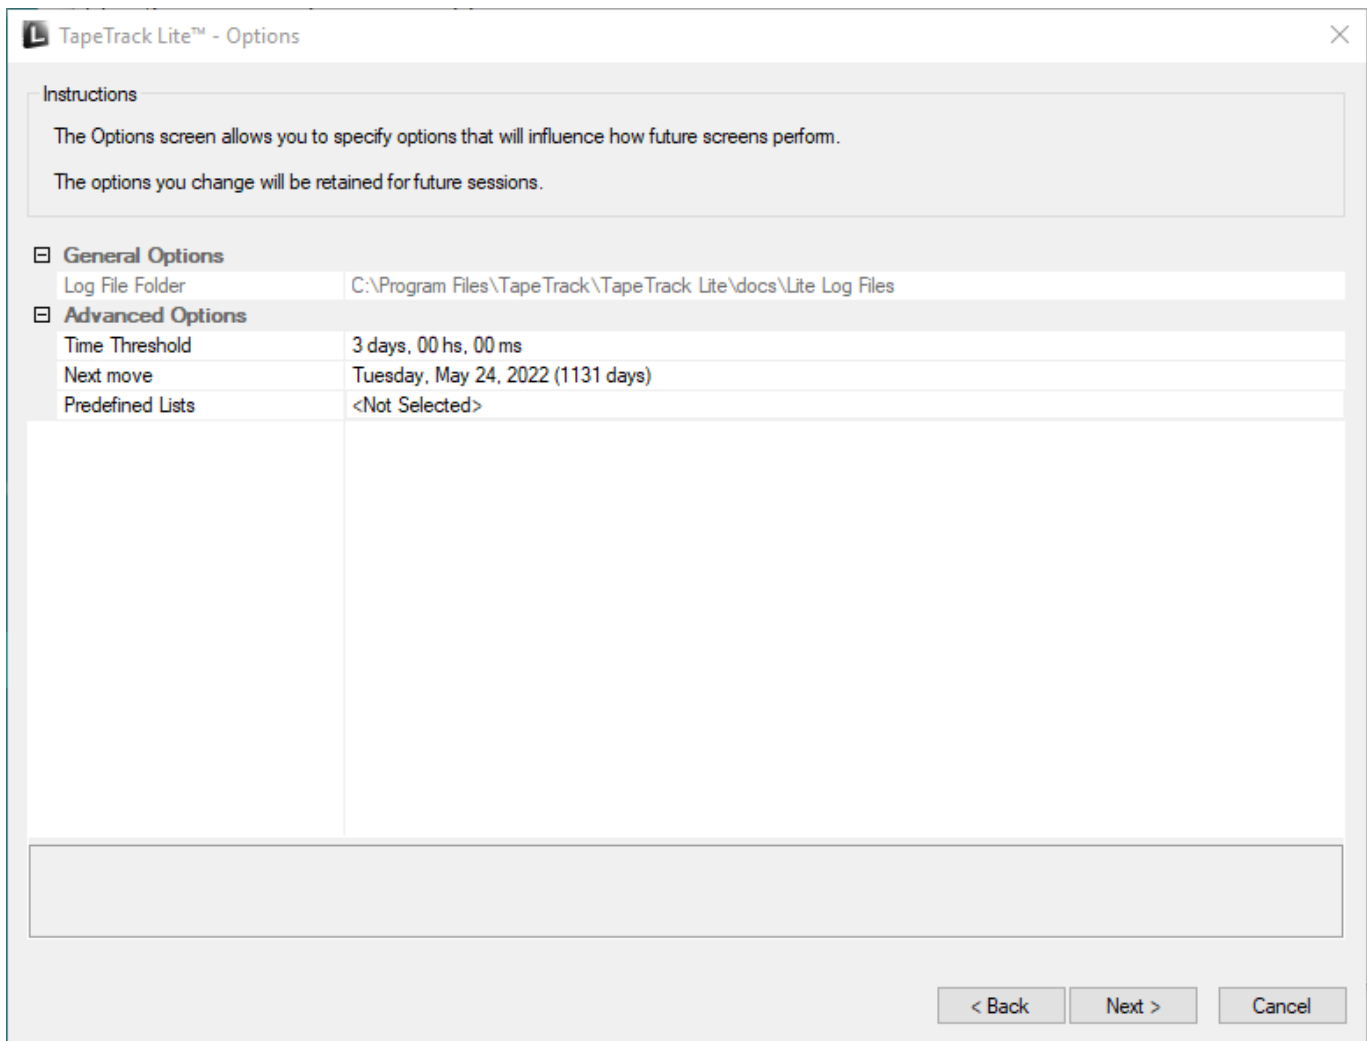 TapeTrack Lite™ - Options
Instructions
The Options screen allows you to specify options that will influence how future screens perform.
The options you change will be retained for future sessions.
General Options
Log File Folder C:\Program Files\TapeTrack\TapeTrack Lite\docs\Lite Log Files
Advanced Options
Time Threshold 3 days, 00 hs, 00 ms
Next move Tuesday, May 24, 2022 (1131 days)
Predefined Lists <Not Selected>
< Back Next > Cancel